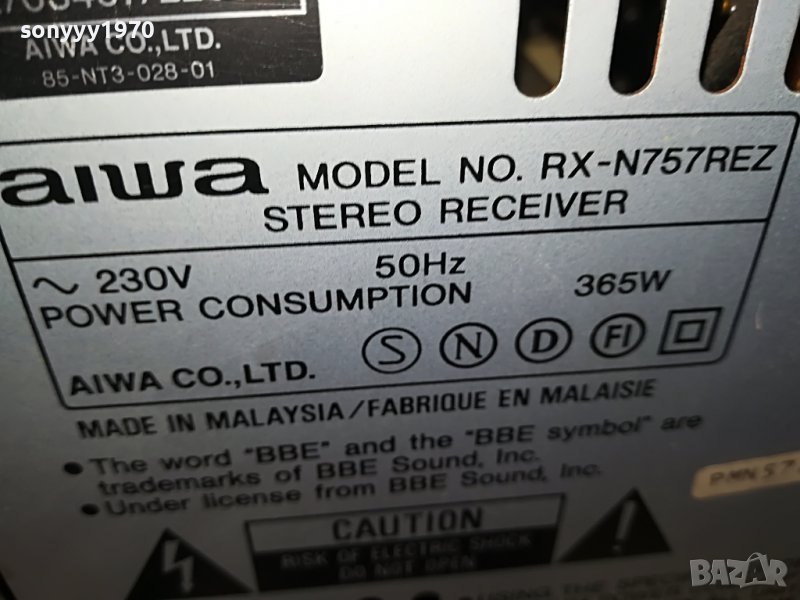 sonyyy1970
AIWA CO.,LTD.
85-NT3-028-01
aiwa MODEL NO. RX-N757REZ
STEREO RECEIVER
~ 230V 50Hz
POWER CONSUMPTION 365W
AIWA CO.,LTD. S N D FI
MADE IN MALAYSIA/FABRIQUE EN MALAISIE
• The word "BBE" and the "BBE symbol" are
trademarks of BBE Sound, Inc.
• Under license from BBE Sound, Inc.
CAUTION
RISK OF ELECTRIC SHOCK
DO NOT OPEN
BAZAR